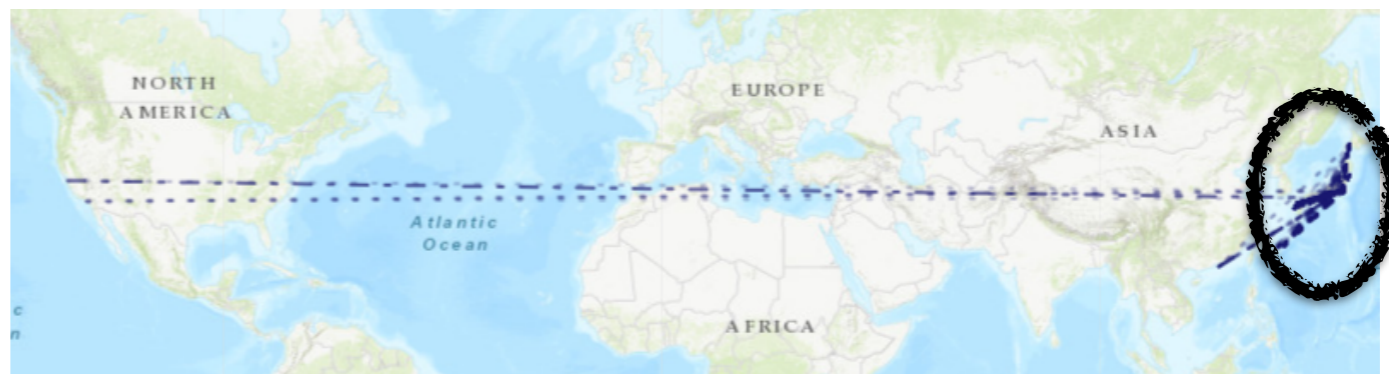 NORTH
AMERICA
EUROPE
ASIA
Atlantic
Ocean
AFRICA
c
n